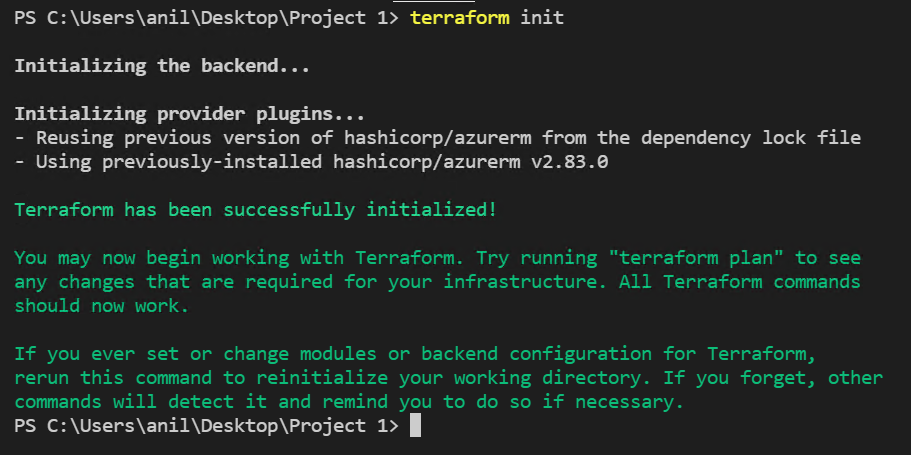 PS C:\Users\anil\Desktop\Project 1> terraform init
Initializing the backend...
Initializing provider plugins...
- Reusing previous version of hashicorp/azurerm from the dependency lock file
- Using previously-installed hashicorp/azurerm v2.83.0
Terraform has been successfully initialized!
You may now begin working with Terraform. Try running "terraform plan" to see
any changes that are required for your infrastructure. All Terraform commands
should now work.
If you ever set or change modules or backend configuration for Terraform,
rerun this command to reinitialize your working directory. If you forget, other
commands will detect it and remind you to do so if necessary.
PS C:\Users\anil\Desktop\Project 1>